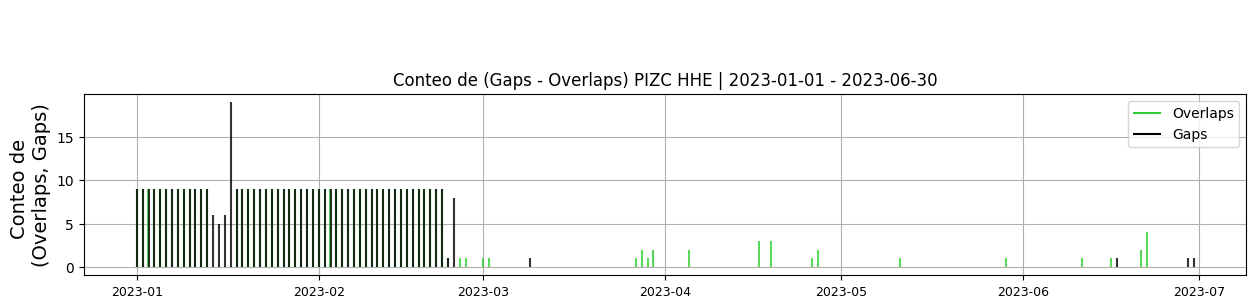 Conteo de (Gaps - Overlaps) PIZC HHE | 2023-01-01 - 2023-06-30
Conteo de
(Overlaps, Gaps)
15
10
5
0
Overlaps
Gaps
2023-01
2023-02
2023-03
2023-04
2023-05
2023-06
2023-07